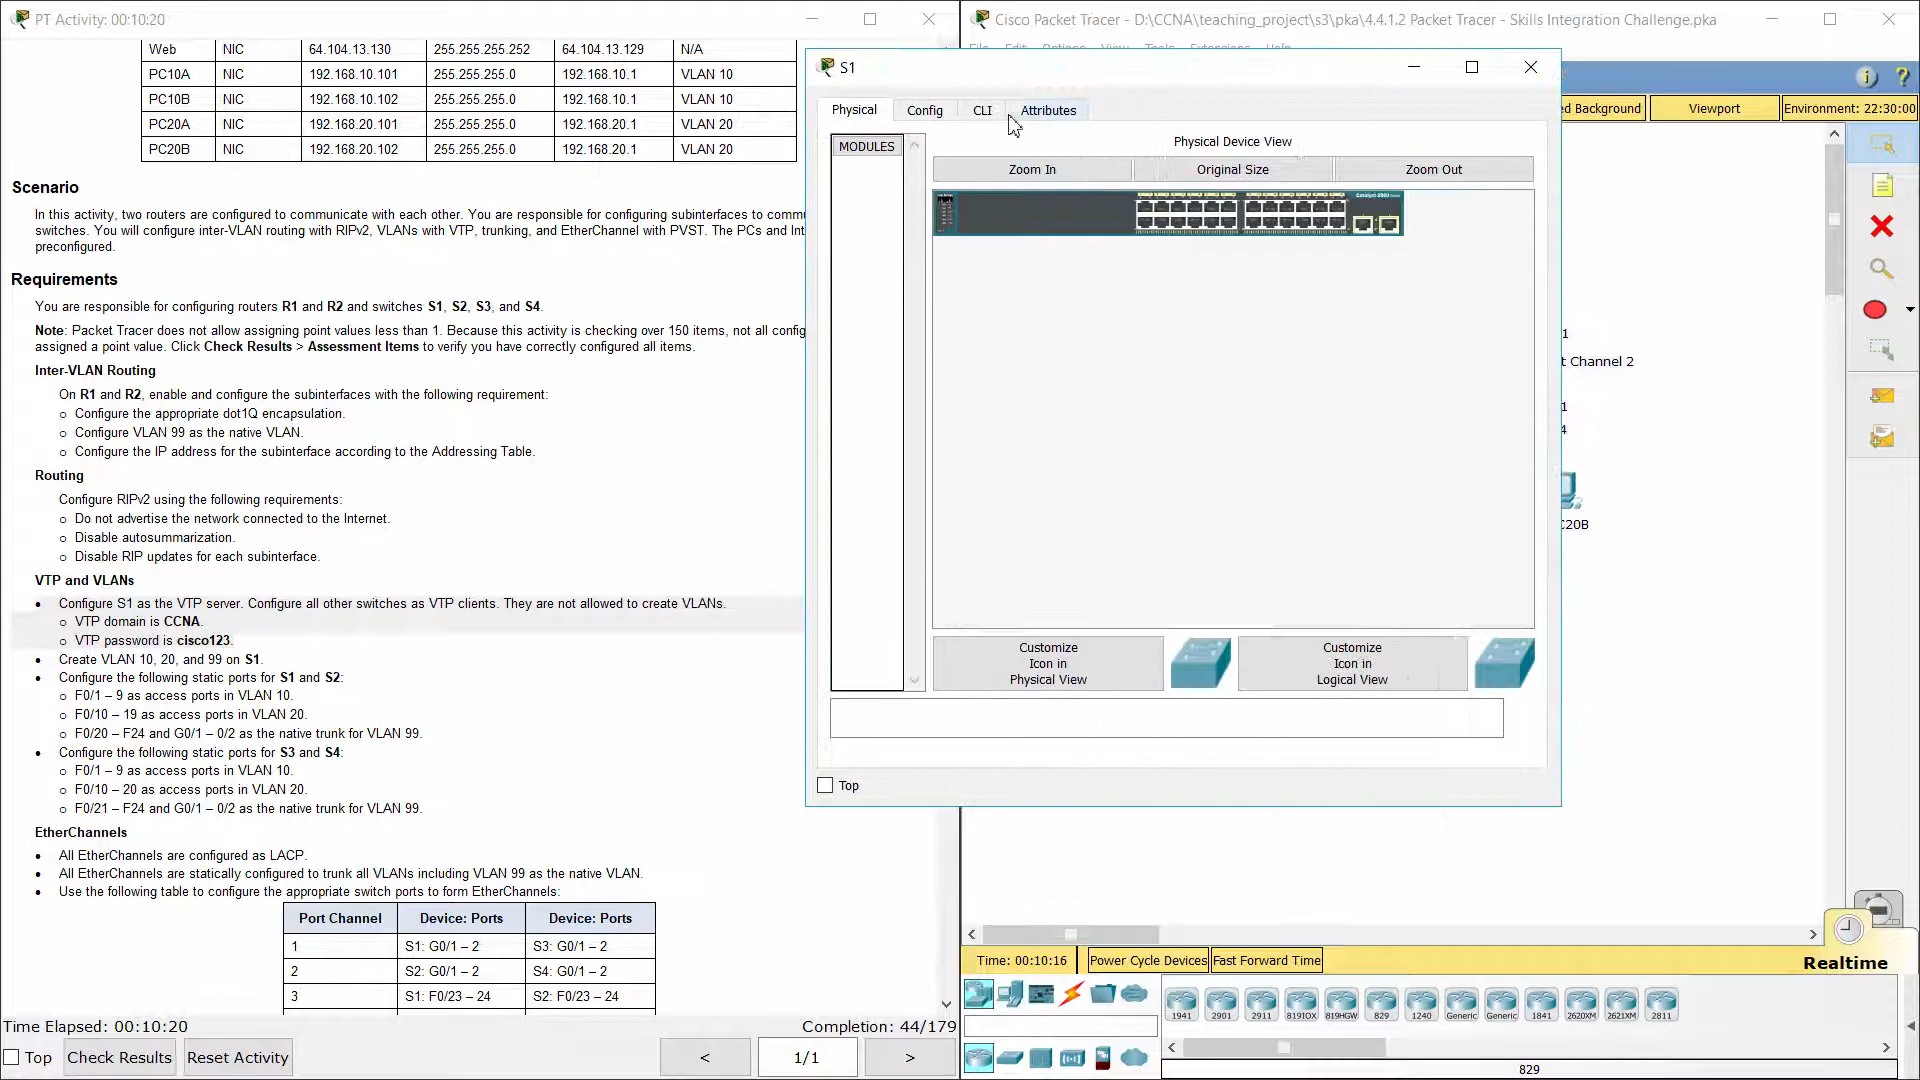 PT Activity: 00:10:20
Web NIC 64.104.13.130 255.255.255.252 64.104.13.129 N/A
PC10A NIC 192.168.10.101 255.255.255.0 192.168.10.1 VLAN 10
PC10B NIC 192.168.10.102 255.255.255.0 192.168.10.1 VLAN 10
PC20A NIC 192.168.20.101 255.255.255.0 192.168.20.1 VLAN 20
PC20B NIC 192.168.20.102 255.255.255.0 192.168.20.1 VLAN 20
Scenario
In this activity, two routers are configured to communicate with each other. You are responsible for configuring subinterfaces to commu
switches. You will configure inter-VLAN routing with RIPv2, VLANs with VTP, trunking, and EtherChannel with PVST. The PCs and Int
preconfigured.
Requirements
You are responsible for configuring routers R1 and R2 and switches S1, S2, S3, and S4.
Note: Packet Tracer does not allow assigning point values less than 1. Because this activity is checking over 150 items, not all config
assigned a point value. Click Check Results > Assessment Items to verify you have correctly configured all items.
Inter-VLAN Routing
On R1 and R2, enable and configure the subinterfaces with the following requirement:
o Configure the appropriate dot1Q encapsulation.
o Configure VLAN 99 as the native VLAN.
o Configure the IP address for the subinterface according to the Addressing Table.
Routing
Configure RIPv2 using the following requirements:
o Do not advertise the network connected to the Internet.
o Disable autosummarization.
o Disable RIP updates for each subinterface.
VTP and VLANs
• Configure S1 as the VTP server. Configure all other switches as VTP clients. They are not allowed to create VLANs.
o VTP domain is CCNA.
o VTP password is cisco123.
• Create VLAN 10, 20, and 99 on S1.
• Configure the following static ports for S1 and S2:
o F0/1 – 9 as access ports in VLAN 10.
o F0/10 – 19 as access ports in VLAN 20.
o F0/20 – F24 and G0/1 – 0/2 as the native trunk for VLAN 99.
• Configure the following static ports for S3 and S4:
o F0/1 – 9 as access ports in VLAN 10.
o F0/10 – 20 as access ports in VLAN 20.
o F0/21 – F24 and G0/1 – 0/2 as the native trunk for VLAN 99.
EtherChannels
• All EtherChannels are configured as LACP.
• All EtherChannels are statically configured to trunk all VLANs including VLAN 99 as the native VLAN.
• Use the following table to configure the appropriate switch ports to form EtherChannels:
Port Channel Device: Ports Device: Ports
1 S1: G0/1 – 2 S3: G0/1 – 2
2 S2: G0/1 – 2 S4: G0/1 – 2
3 S1: F0/23 – 24 S2: F0/23 – 24
Time Elapsed: 00:10:20 Completion: 44/179
Top Check Results Reset Activity < 1/1 >
Cisco Packet Tracer - D:\CCNA\teaching_project\s3\pka\4.4.1.2 Packet Tracer - Skills Integration Challenge.pka
File Edit Options View Tools Extensions Help
S1
Physical Config CLI Attributes
MODULES
Physical Device View
Zoom In Original Size Zoom Out
Customize
Icon in
Physical View
Customize
Icon in
Logical View
Top
ed Background Viewport Environment: 22:30:00
1
t Channel 2
1
4
C20B
Time: 00:10:16 Power Cycle Devices Fast Forward Time
Realtime
1941 2901 2911 819IOX 819HGW 829 1240 Generic Generic 1841 2620XM 2621XM 2811
829